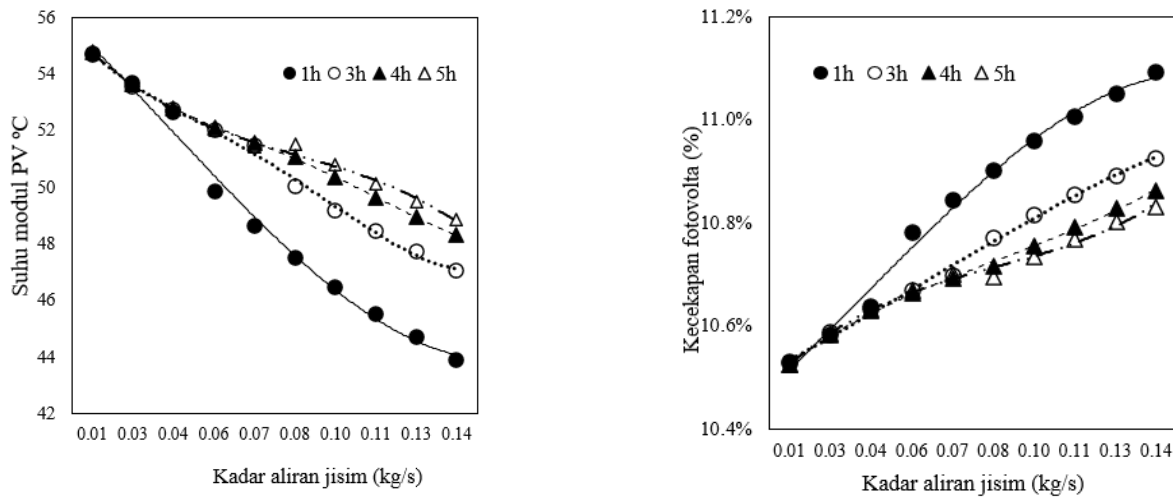 Suhu modul PV ºC
56
54
52
50
48
46
44
42
1h 3h 4h 5h
0.01 0.03 0.04 0.06 0.07 0.08 0.10 0.11 0.13 0.14
Kadar aliran jisim (kg/s)
Kecekapan fotovolta (%)
11.2%
11.0%
10.8%
10.6%
10.4%
1h 3h 4h 5h
0.01 0.03 0.04 0.06 0.07 0.08 0.10 0.11 0.13 0.14
Kadar aliran jisim (kg/s)